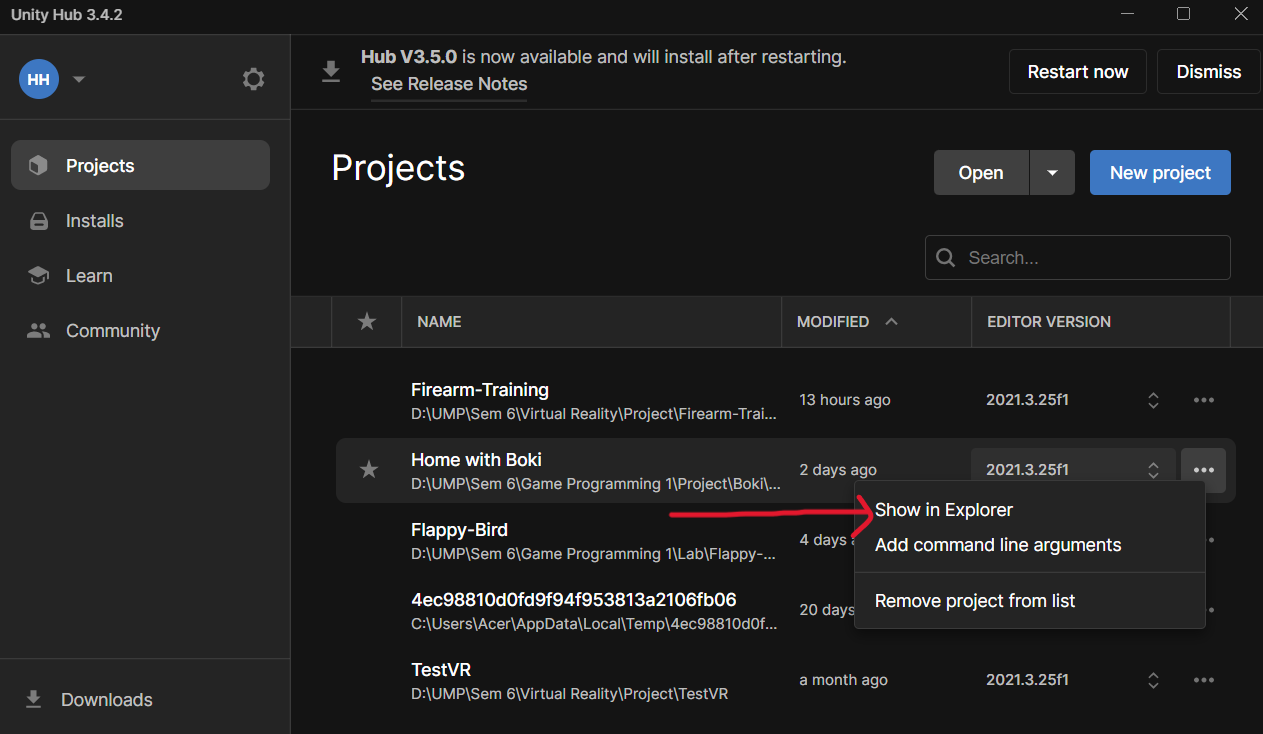 Unity Hub 3.4.2
HH
Hub V3.5.0 is now available and will install after restarting.
See Release Notes
Restart now
Dismiss
Projects
Installs
Learn
Community
Downloads
Projects
Open
New project
Search...
NAME
MODIFIED
EDITOR VERSION
Firearm-Training
D:\UMP\Sem 6\Virtual Reality\Project\Firearm-Trai...
13 hours ago
2021.3.25f1
Home with Boki
D:\UMP\Sem 6\Game Programming 1\Project\Boki\...
2 days ago
2021.3.25f1
Show in Explorer
Add command line arguments
Remove project from list
Flappy-Bird
D:\UMP\Sem 6\Game Programming 1\Lab\Flappy-...
4 days
4ec98810d0fd9f94f953813a2106fb06
C:\Users\Acer\AppData\Local\Temp\4ec98810d0f...
20 days
TestVR
D:\UMP\Sem 6\Virtual Reality\Project\TestVR
a month ago
2021.3.25f1